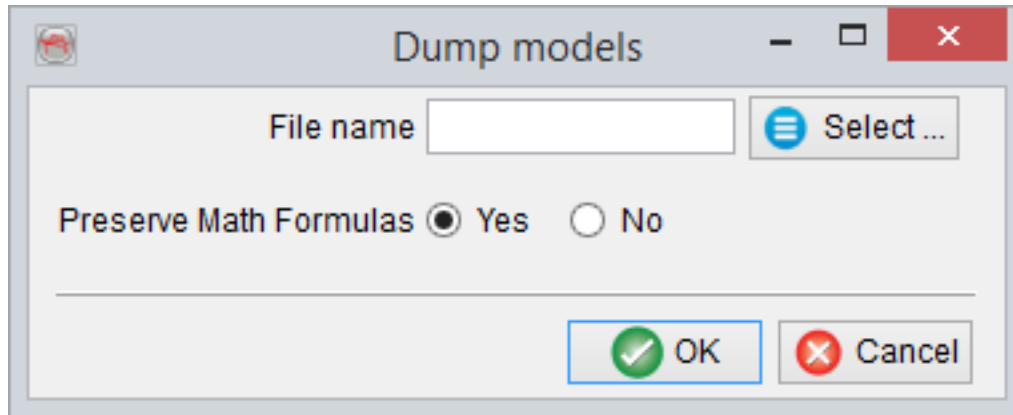 Dump models
File name Select ...
Preserve Math Formulas Yes No
OK Cancel